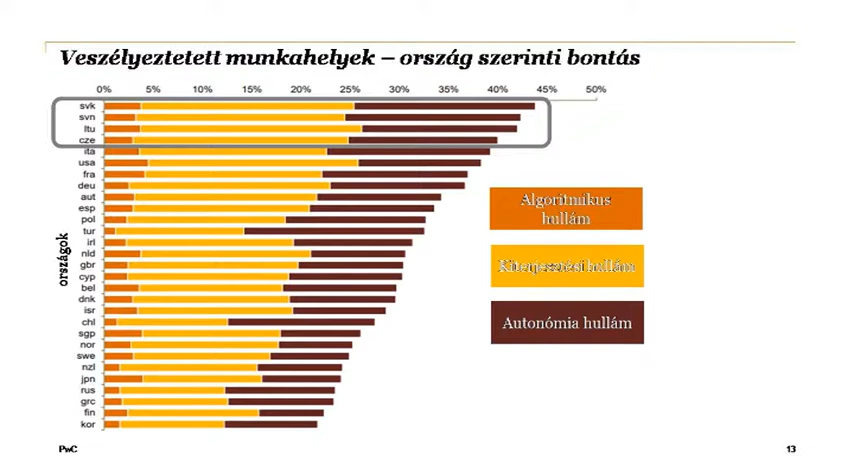 Veszélyeztetett munkahelyek – ország szerinti bontás
0% 5% 10% 15% 20% 25% 30% 35% 40% 45% 50%
svk
svn
ltu
cze
ita
usa
fra
deu
aut
esp
pol
tur
irl
nld
gbr
cyp
bel
dnk
isr
chl
sgp
nor
swe
nzl
jpn
rus
grc
fin
kor
országok
Algoritmikus
hullám
Kiterjesztési hullám
Autonómia hullám
PwC
13